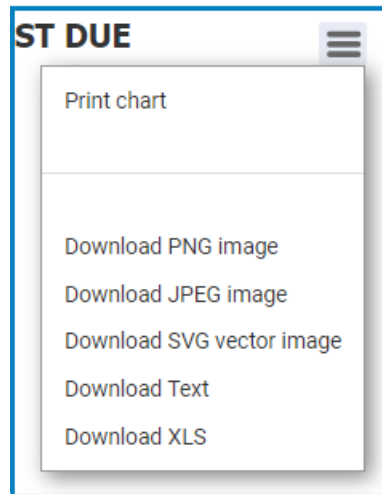 ST DUE
Print chart
Download PNG image
Download JPEG image
Download SVG vector image
Download Text
Download XLS